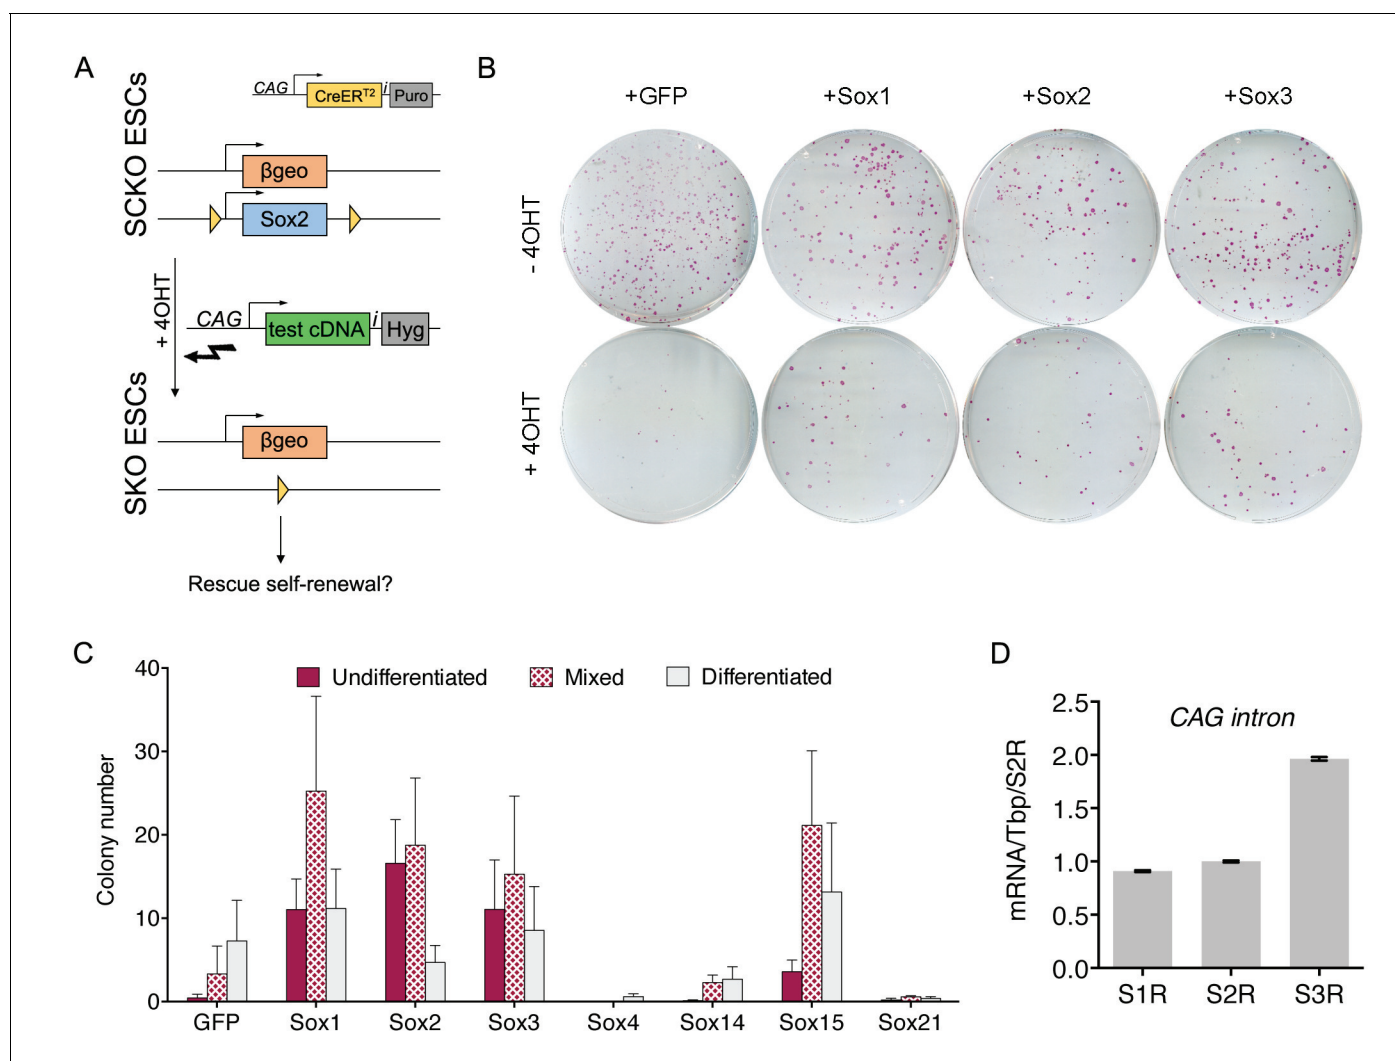 A
SCKO ESCs
CAG
CreERT2
i
Puro
βgeo
Sox2
+ 4OHT
CAG
test cDNA
i
Hyg
SKO ESCs
βgeo
Rescue self-renewal?
B
+GFP
+Sox1
+Sox2
+Sox3
- 4OHT
+ 4OHT
C
Undifferentiated
Mixed
Differentiated
Colony number
40
30
20
10
0
GFP
Sox1
Sox2
Sox3
Sox4
Sox14
Sox15
Sox21
D
CAG intron
mRNA/Tbp/S2R
2.5
2.0
1.5
1.0
0.5
0.0
S1R
S2R
S3R